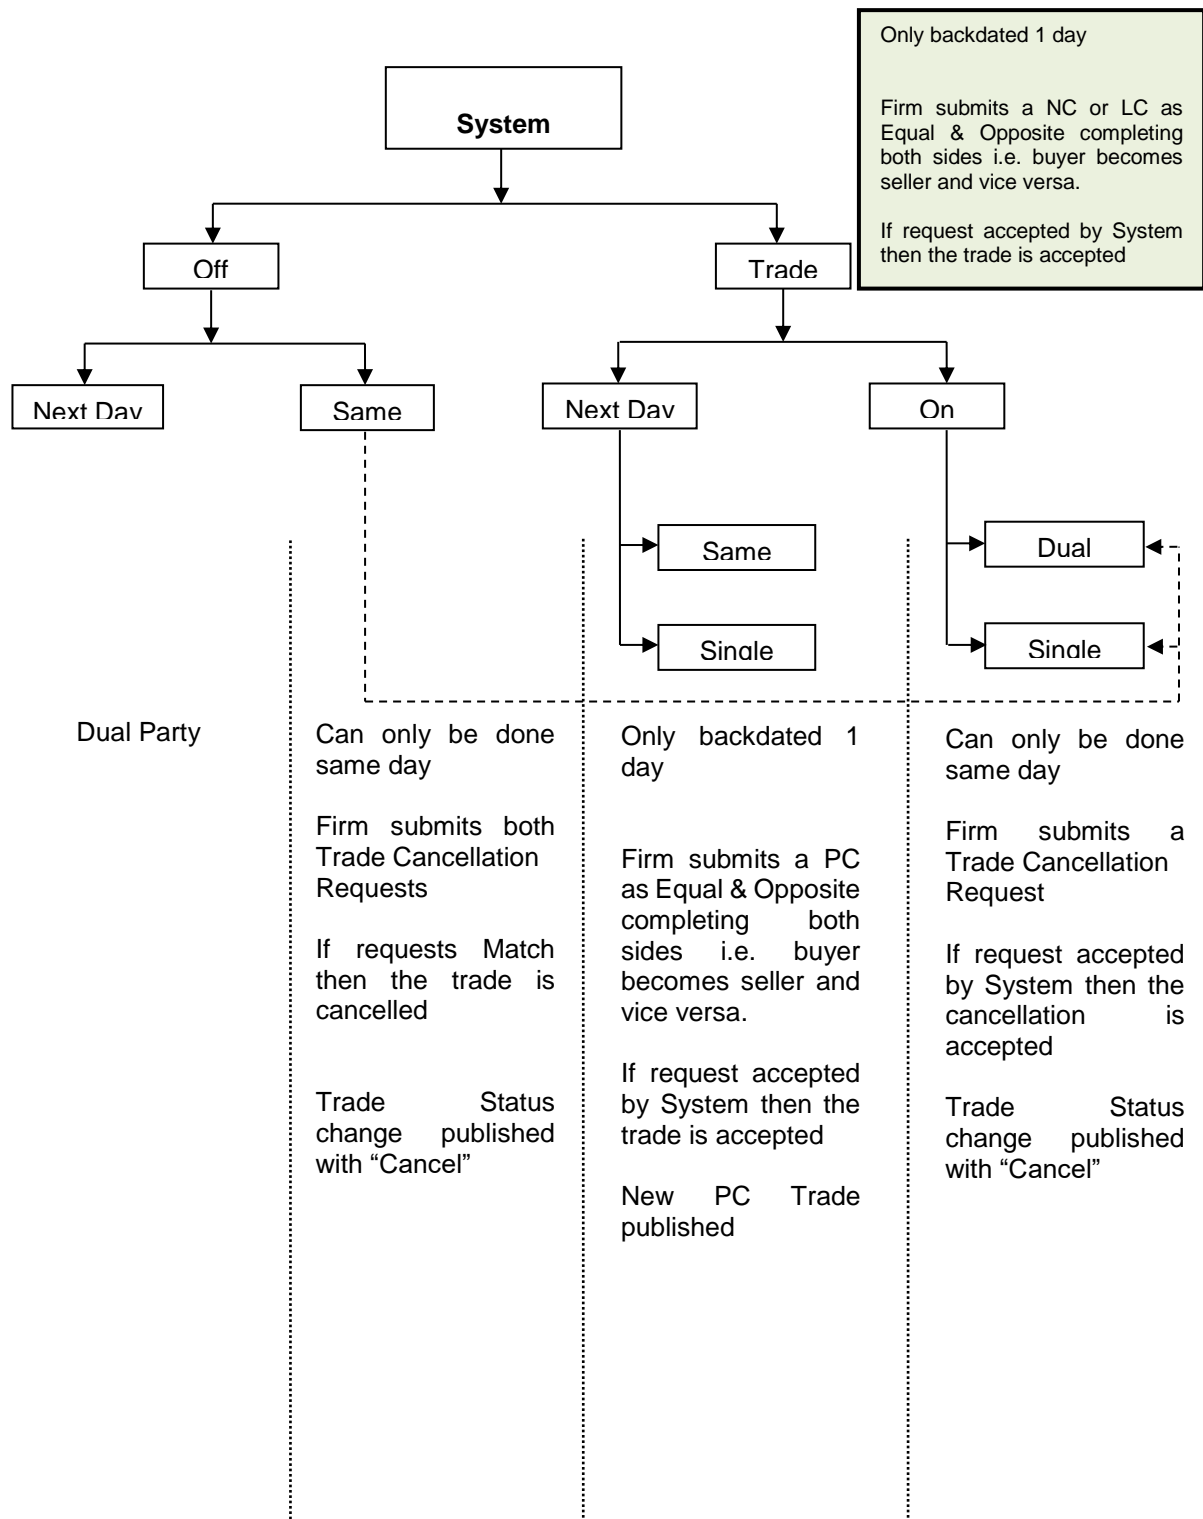 Only backdated 1 day
Firm submits a NC or LC as
Equal & Opposite completing
both sides i.e. buyer becomes
seller and vice versa.
If request accepted by System
then the trade is accepted
System
Off
Trade
Next Day
Same
Next Day
On
Same
Dual
Single
Single
Dual Party
Can only be done
same day
Firm submits both
Trade Cancellation
Requests
If requests Match
then the trade is
cancelled
Trade Status
change published
with “Cancel”
Only backdated 1
day
Firm submits a PC
as Equal & Opposite
completing both
sides i.e. buyer
becomes seller and
vice versa.
If request accepted
by System then the
trade is accepted
New PC Trade
published
Can only be done
same day
Firm submits a
Trade Cancellation
Request
If request accepted
by System then the
cancellation is
accepted
Trade Status
change published
with “Cancel”